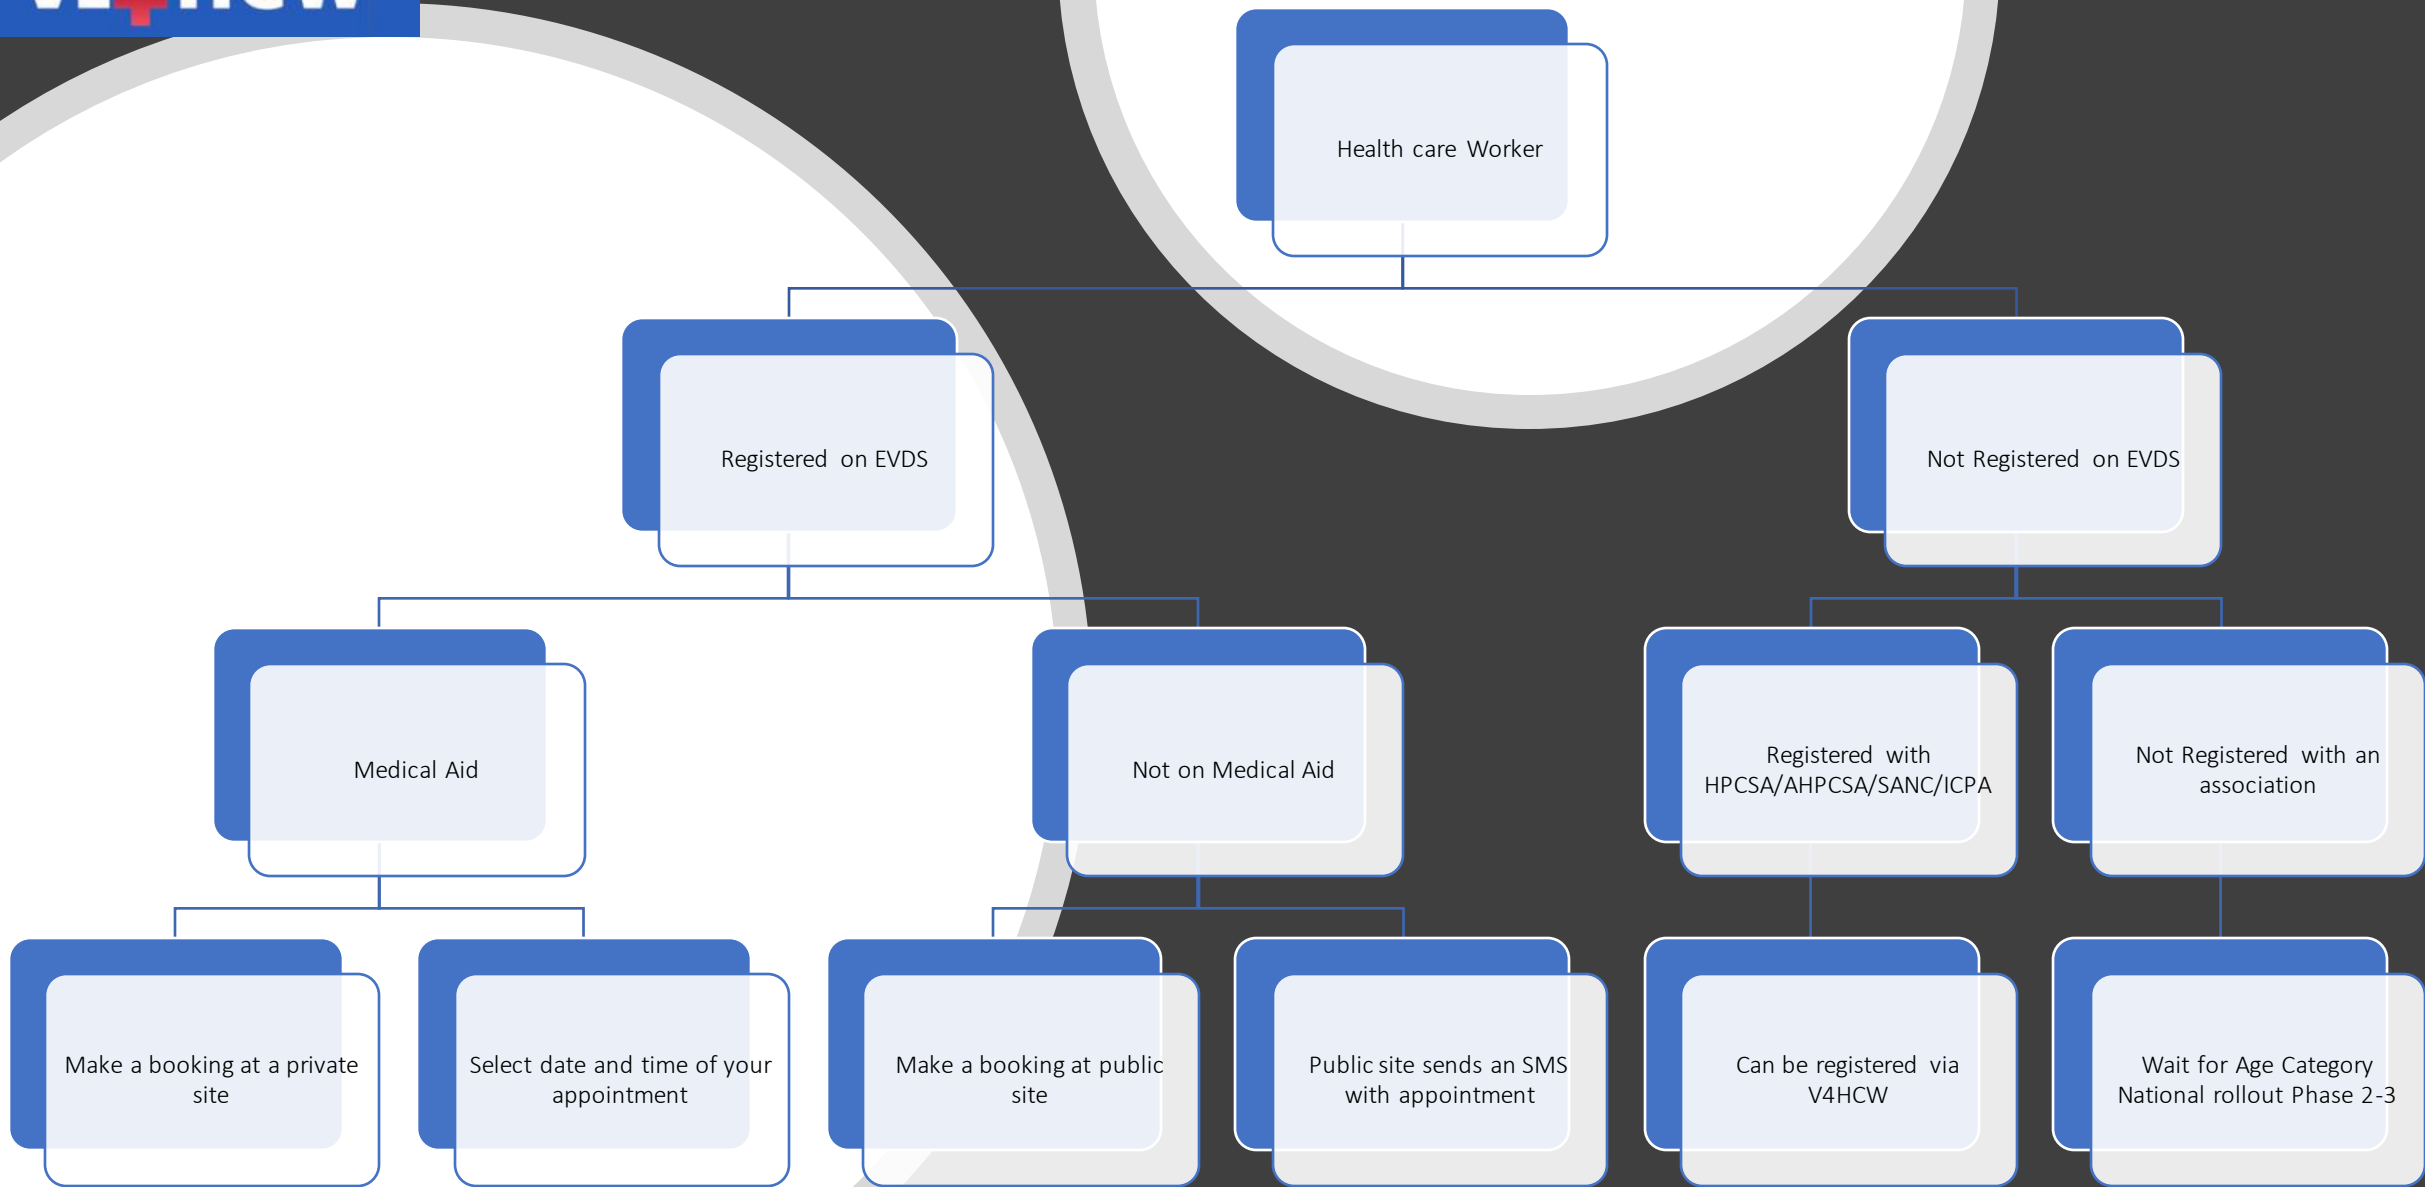 Health care Worker
Registered on EVDS
Not Registered on EVDS
Medical Aid
Not on Medical Aid
Registered with
HPCSA/AHPCSA/SANC/ICPA
Not Registered with an
association
Make a booking at a private
site
Select date and time of your
appointment
Make a booking at public
site
Public site sends an SMS
with appointment
Can be registered via
V4HCW
Wait for Age Category
National rollout Phase 2-3